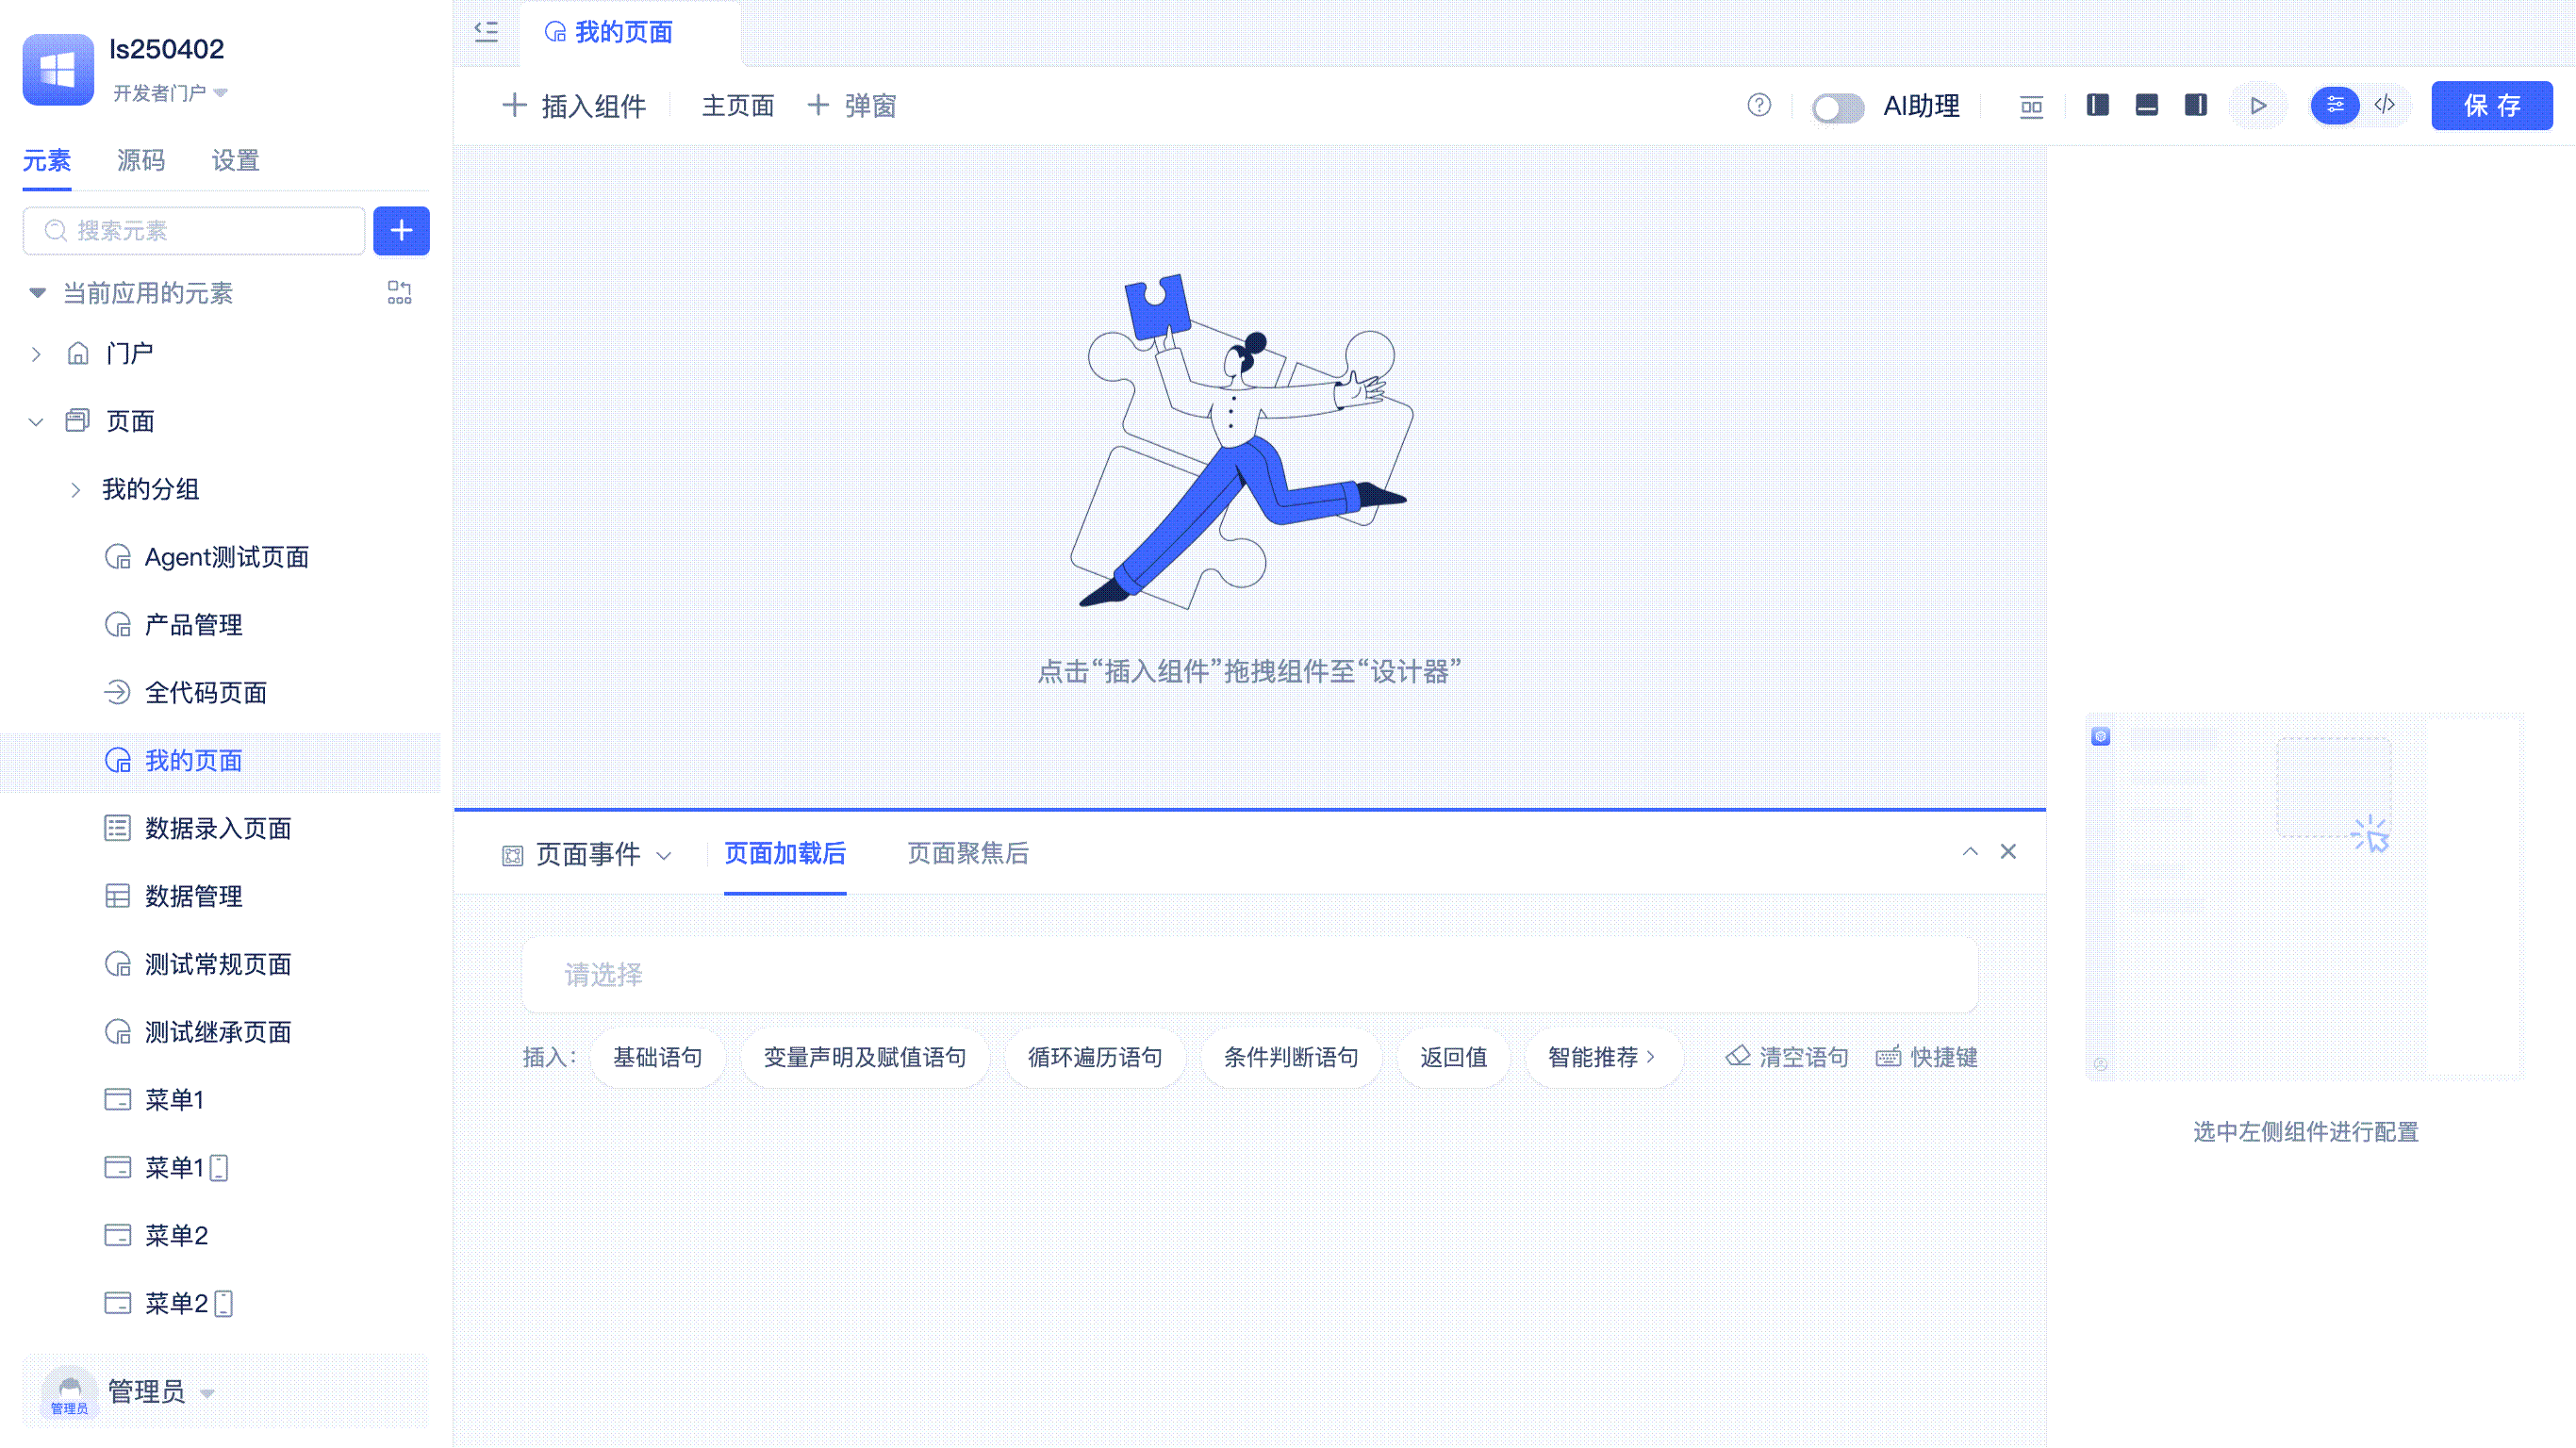 ls250402
开发者门户
元素 源码 设置
搜索元素
当前应用的元素
门户
页面
我的分组
Agent测试页面
产品管理
全代码页面
我的页面
数据录入页面
数据管理
测试常规页面
测试继承页面
菜单1
菜单1
菜单2
菜单2
管理员
管理员
我的页面
插入组件 主页面 弹窗
AI助理
保存
点击“插入组件”拖拽组件至“设计器”
页面事件 页面加载后 页面聚焦后
请选择
插入: 基础语句 变量声明及赋值语句 循环遍历语句 条件判断语句 返回值 智能推荐 清空语句 快捷键
选中左侧组件进行配置